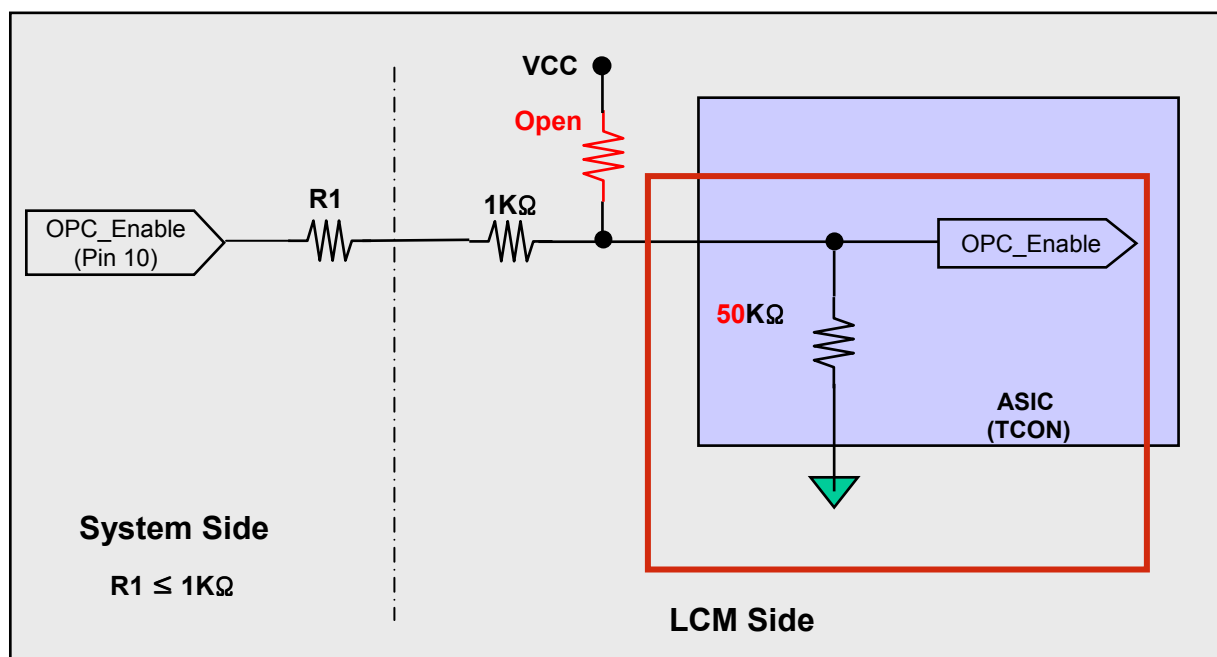 VCC
Open
R1
1KΩ
OPC_Enable
(Pin 10)
OPC_Enable
50KΩ
ASIC
(TCON)
System Side
R1 ≤ 1KΩ
LCM Side